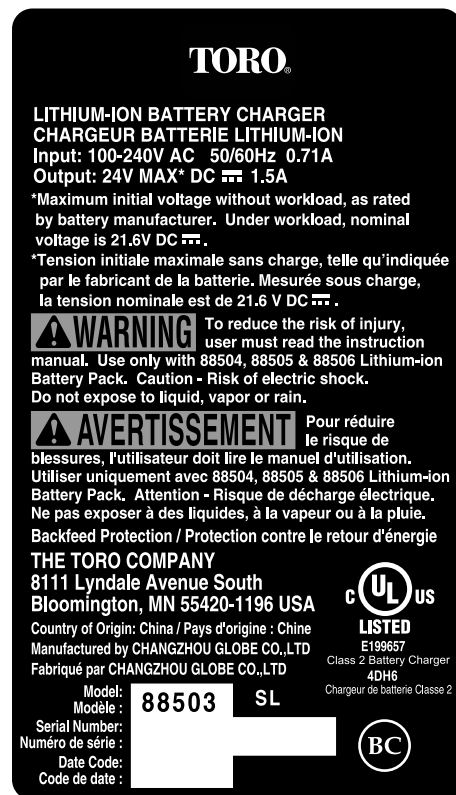 TORO®
LITHIUM-ION BATTERY CHARGER
CHARGEUR BATTERIE LITHIUM-ION
Input: 100-240V AC 50/60Hz 0.71A
Output: 24V MAX* DC ⎓ 1.5A
*Maximum initial voltage without workload, as rated
by battery manufacturer. Under workload, nominal
voltage is 21.6V DC ⎓ .
*Tension initiale maximale sans charge, telle qu'indiquée
par le fabricant de la batterie. Mesurée sous charge,
la tension nominale est de 21.6 V DC ⎓ .
WARNING To reduce the risk of injury,
user must read the instruction
manual. Use only with 88504, 88505 & 88506 Lithium-ion
Battery Pack. Caution - Risk of electric shock.
Do not expose to liquid, vapor or rain.
AVERTISSEMENT Pour réduire
le risque de
blessures, l'utilisateur doit lire le manuel d'utilisation.
Utiliser uniquement avec 88504, 88505 & 88506 Lithium-ion
Battery Pack. Attention - Risque de décharge électrique.
Ne pas exposer à des liquides, à la vapeur ou à la pluie.
Backfeed Protection / Protection contre le retour d'énergie
THE TORO COMPANY
8111 Lyndale Avenue South
Bloomington, MN 55420-1196 USA
Country of Origin: China / Pays d'origine : Chine
Manufactured by CHANGZHOU GLOBE CO.,LTD
Fabriqué par CHANGZHOU GLOBE CO.,LTD
C UL US
LISTED
E199657
Class 2 Battery Charger
4DH6
Chargeur de batterie Classe 2
Model:
Modèle :
88503 SL
Serial Number:
Numéro de série :
Date Code:
Code de date :
BC